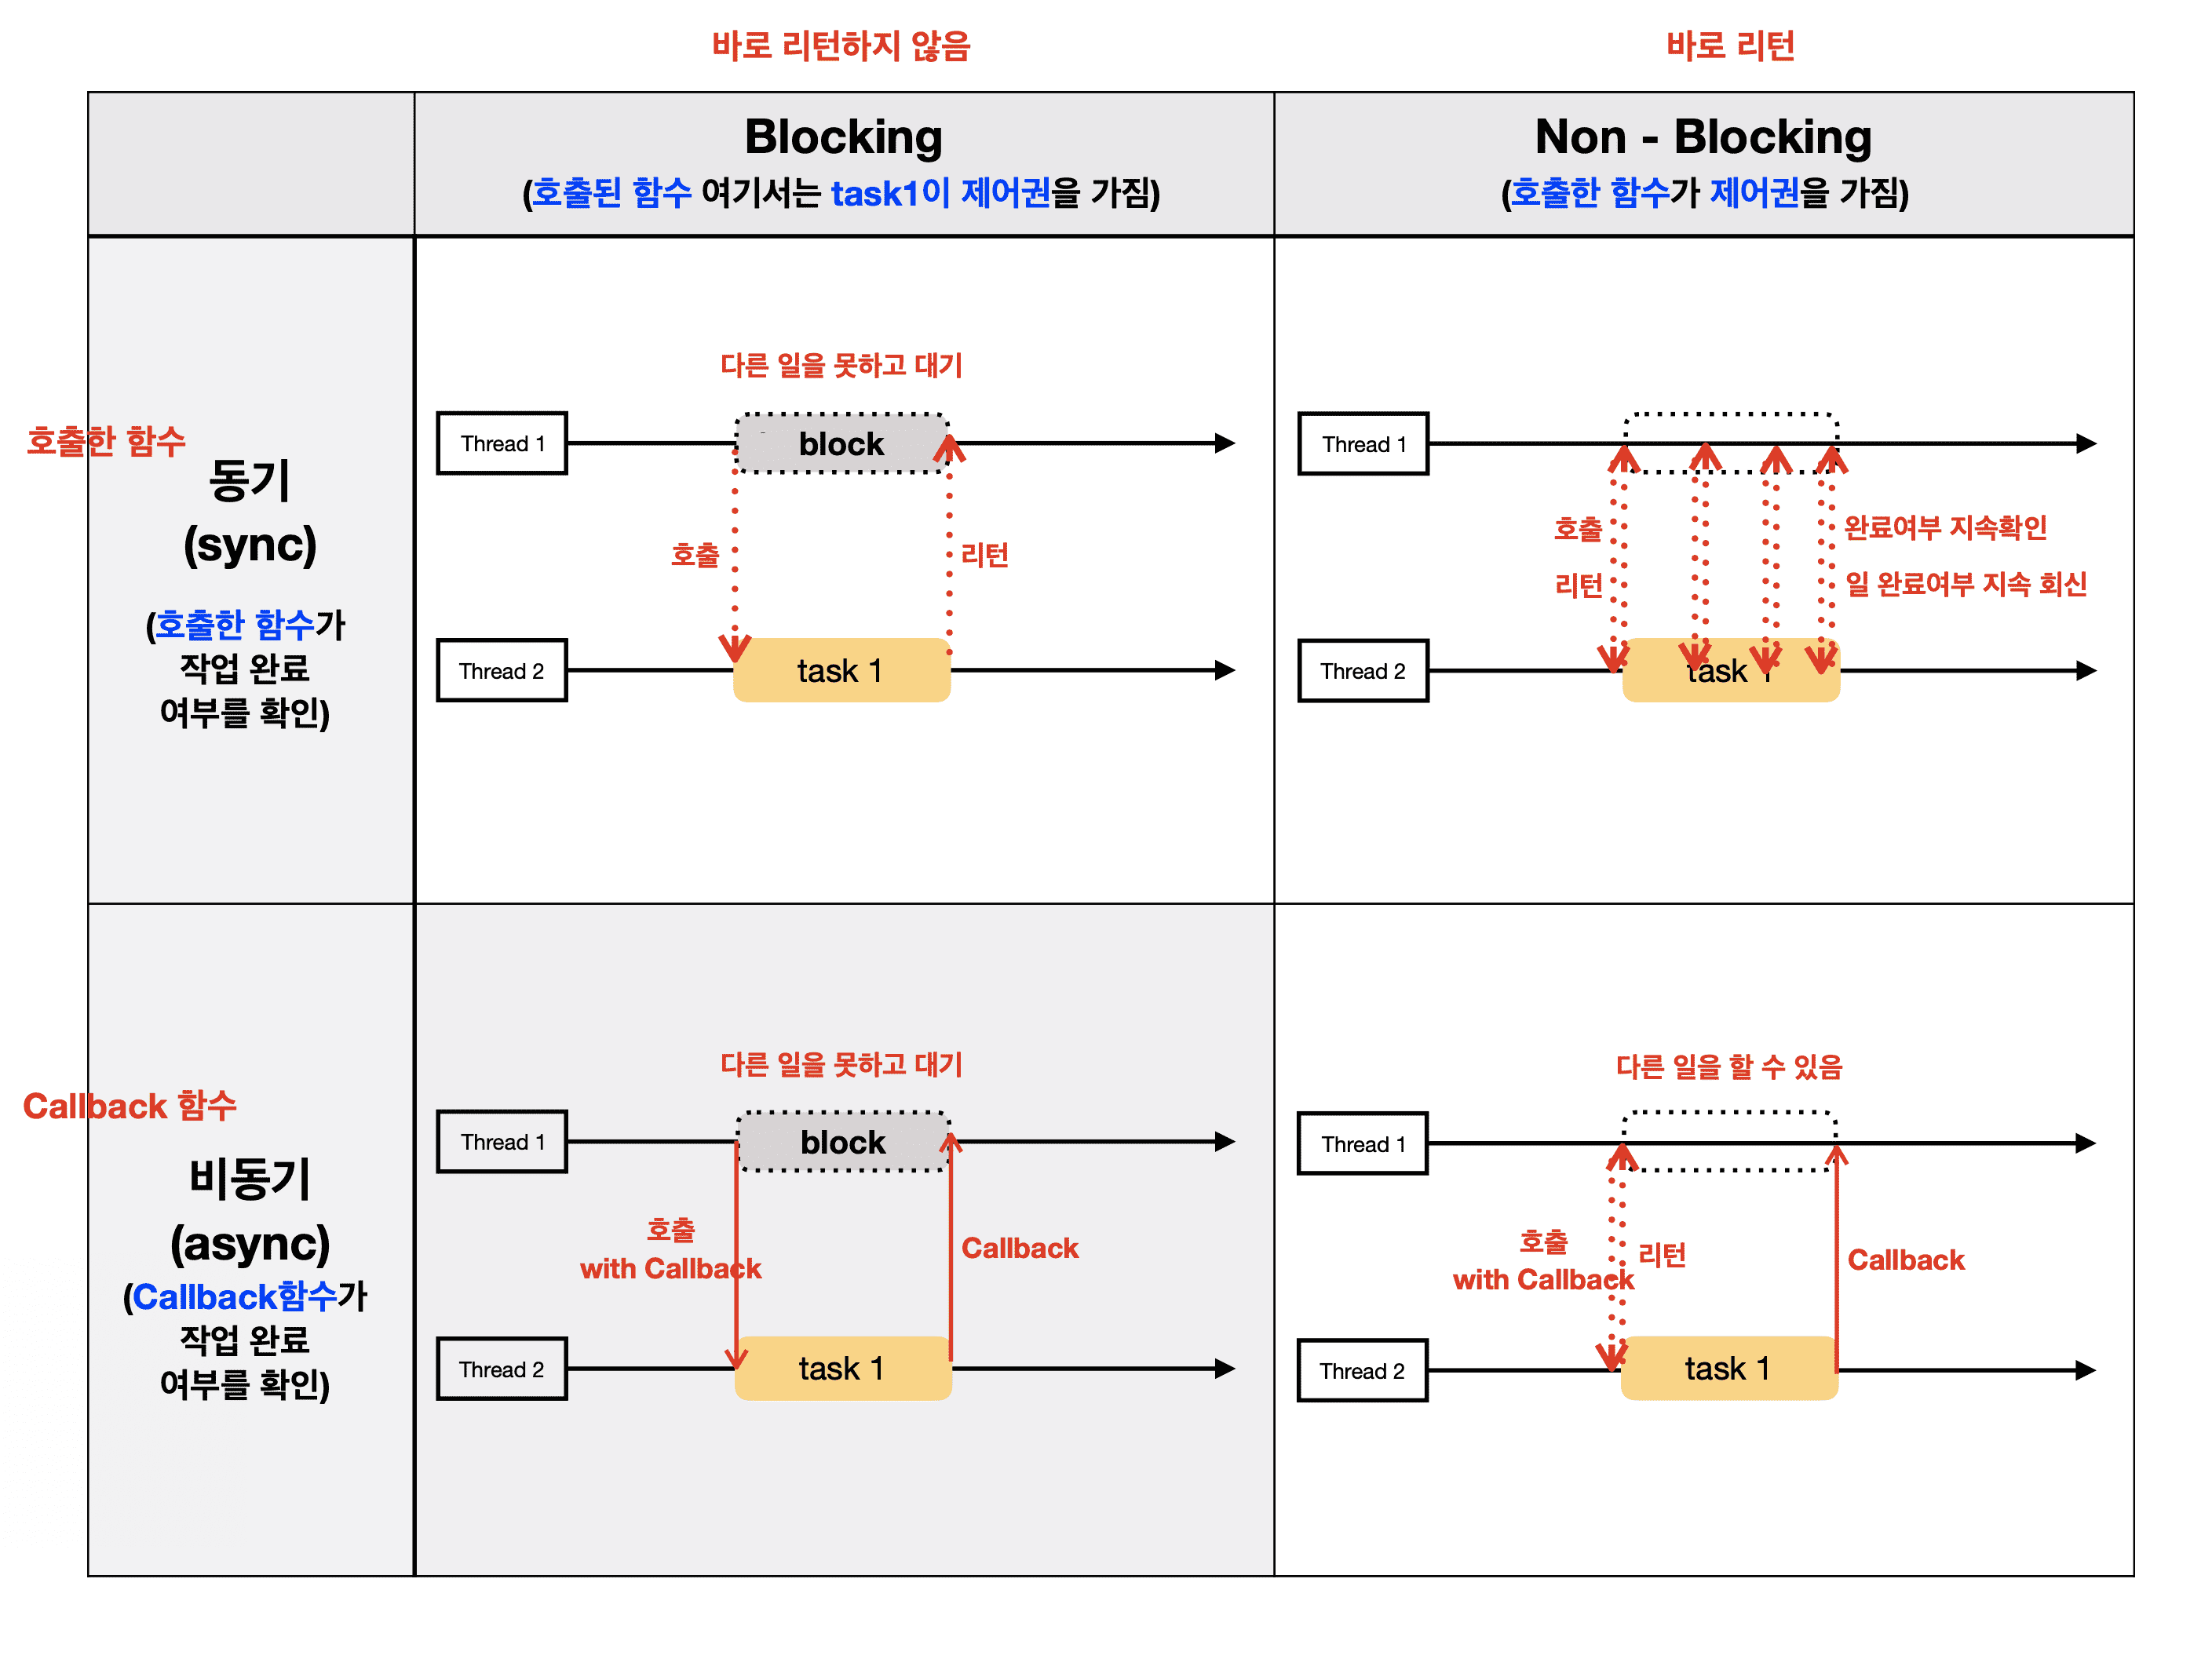 바로 리턴하지 않음
바로 리턴
Blocking
(호출된 함수 여기서는 task1이 제어권을 가짐)
Non - Blocking
(호출한 함수가 제어권을 가짐)
호출한 함수
동기
(sync)
(호출한 함수가
작업 완료
여부를 확인)
다른 일을 못하고 대기
Thread 1
block
호출
리턴
Thread 2
task 1
Thread 1
호출
리턴
완료여부 지속확인
일 완료여부 지속 회신
Thread 2
task 1
Callback 함수
비동기
(async)
(Callback함수가
작업 완료
여부를 확인)
다른 일을 못하고 대기
Thread 1
block
호출
with Callback
Callback
Thread 2
task 1
다른 일을 할 수 있음
Thread 1
호출
with Callback
리턴
Callback
Thread 2
task 1